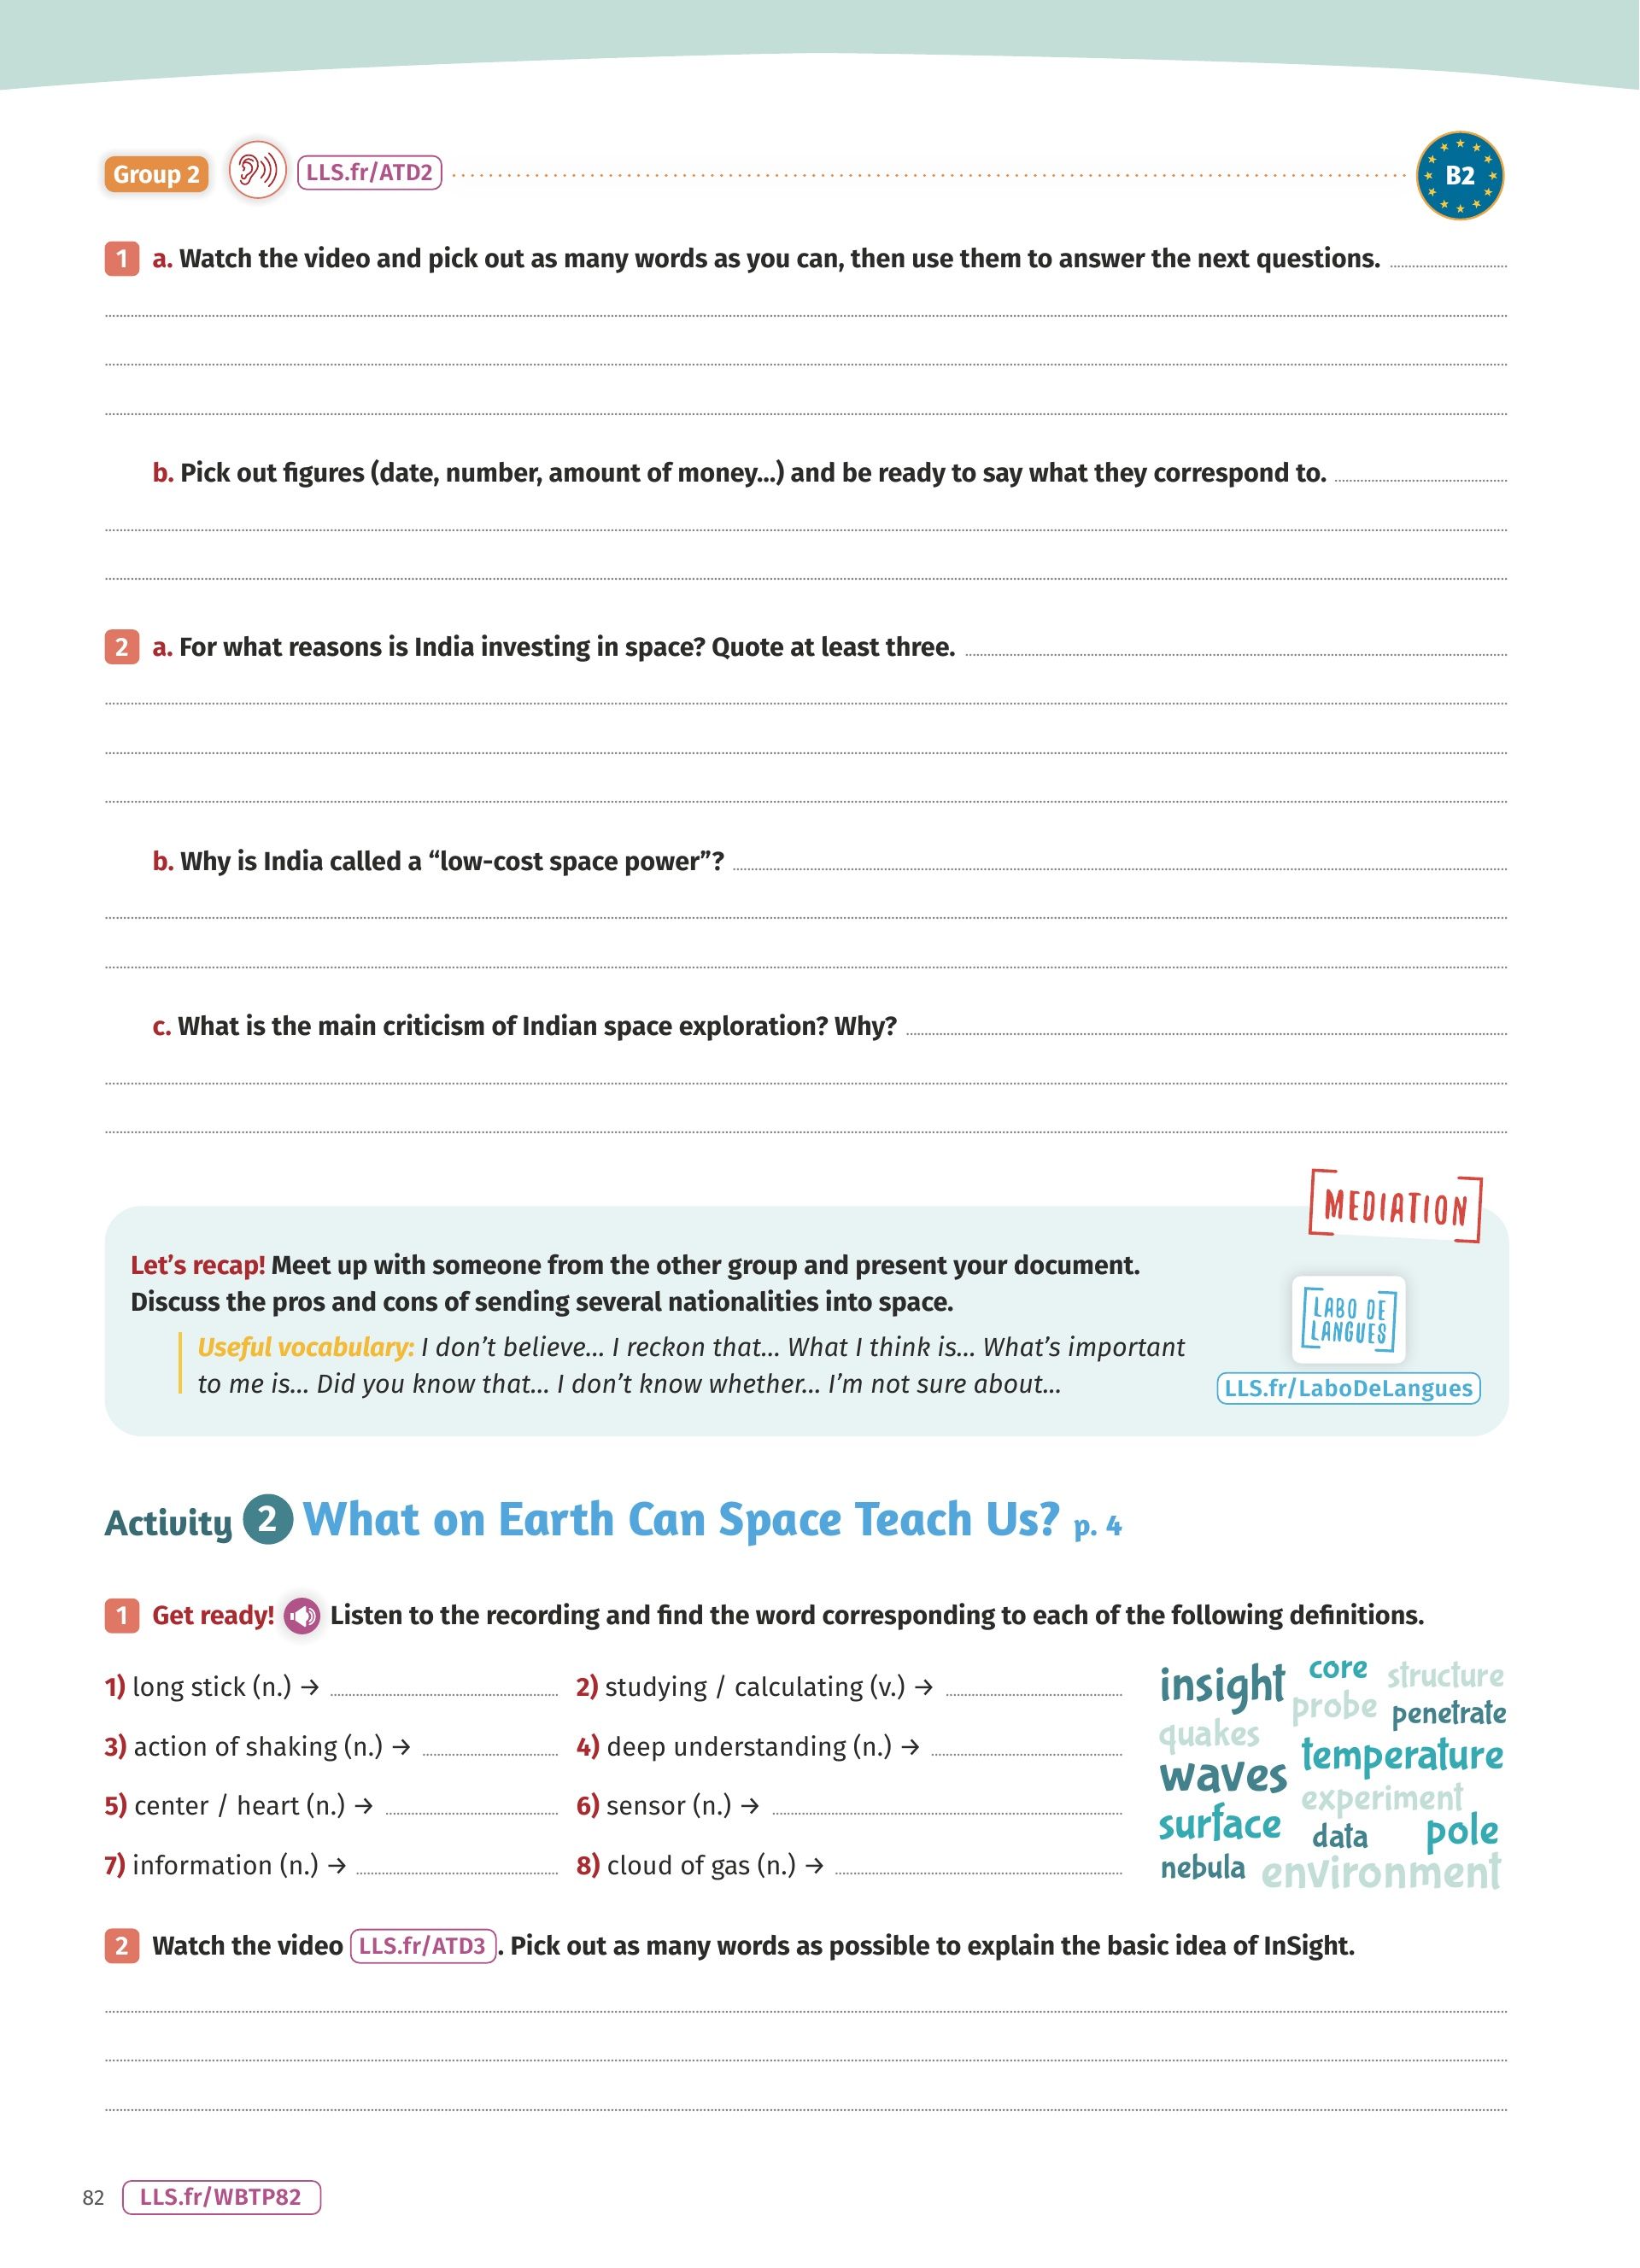 Group 2 LLS.fr/ATD2 B2
1 a. Watch the video and pick out as many words as you can, then use them to answer the next questions.
b. Pick out figures (date, number, amount of money...) and be ready to say what they correspond to.
2 a. For what reasons is India investing in space? Quote at least three.
b. Why is India called a “low-cost space power”?
c. What is the main criticism of Indian space exploration? Why?
MEDIATION
Let’s recap! Meet up with someone from the other group and present your document.
Discuss the pros and cons of sending several nationalities into space.
Useful vocabulary: I don’t believe... I reckon that... What I think is... What’s important
to me is... Did you know that... I don’t know whether... I’m not sure about...
LABO DE
LANGUES
LLS.fr/LaboDeLangues
Activity 2 What on Earth Can Space Teach Us? p. 4
1 Get ready! Listen to the recording and find the word corresponding to each of the following definitions.
1) long stick (n.) → 2) studying / calculating (v.) →
3) action of shaking (n.) → 4) deep understanding (n.) →
5) center / heart (n.) → 6) sensor (n.) →
7) information (n.) → 8) cloud of gas (n.) →
insight core structure
probe penetrate
quakes
temperature
waves
experiment
surface
data pole
nebula environment
2 Watch the video LLS.fr/ATD3. Pick out as many words as possible to explain the basic idea of InSight.
82 LLS.fr/WBTP82